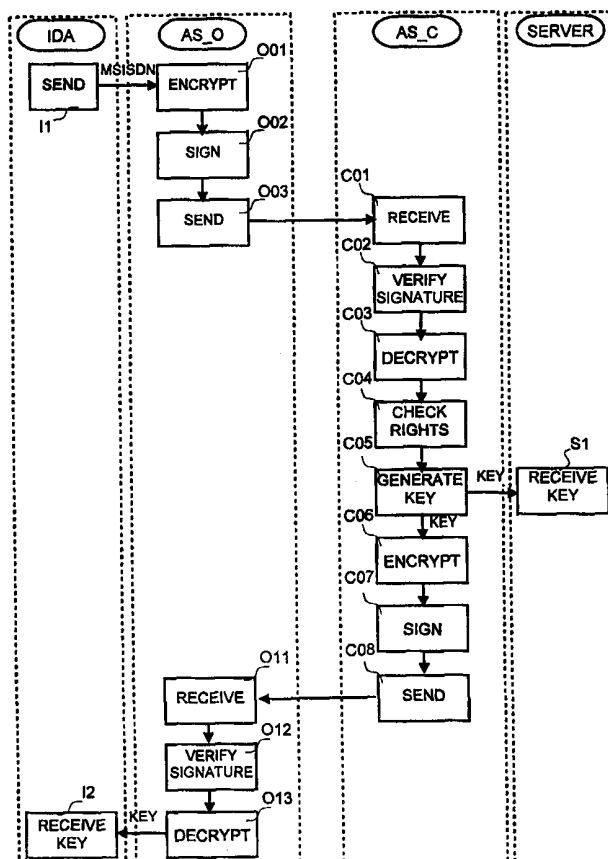 IDA
AS_O
AS_C
SERVER
SEND
MSISDN
I1
ENCRYPT
O01
SIGN
O02
SEND
O03
C01
RECEIVE
C02
VERIFY
SIGNATURE
C03
DECRYPT
C04
CHECK
RIGHTS
C05
GENERATE
KEY
KEY
S1
RECEIVE
KEY
KEY
C06
ENCRYPT
C07
SIGN
C08
SEND
O11
RECEIVE
O12
VERIFY
SIGNATURE
O13
DECRYPT
KEY
I2
RECEIVE
KEY